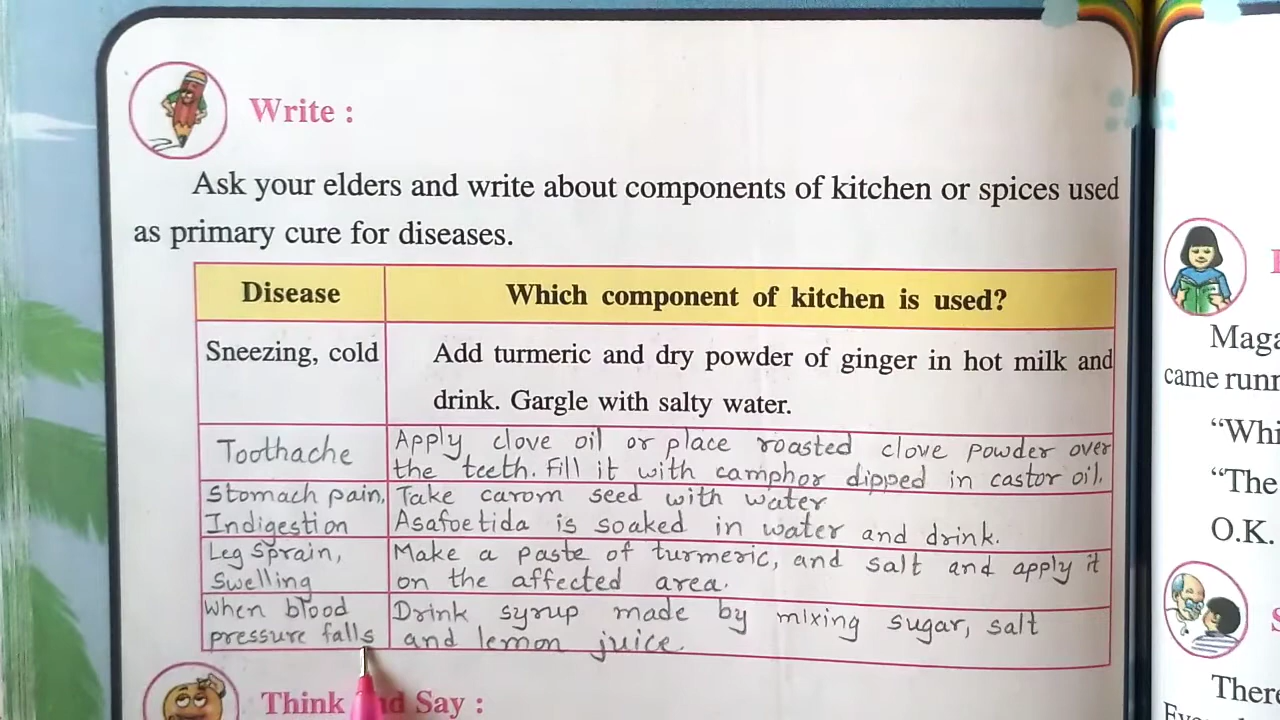 Write :
Ask your elders and write about components of kitchen or spices used
as primary cure for diseases.
Disease
Which component of kitchen is used?
Sneezing, cold
Add turmeric and dry powder of ginger in hot milk and
drink. Gargle with salty water.
Toothache
Apply clove oil or place roasted clove powder over
the teeth. Fill it with camphor dipped in castor oil.
Stomach pain,
Indigestion
Take carom seed with water
Asafoetida is soaked in water and drink.
Leg Sprain,
Swelling
Make a paste of turmeric, and salt and apply it
on the affected area.
When blood
pressure falls
Drink syrup made by mixing sugar, salt
and lemon juice.
Think and Say :
came runn
"The
O.K.
There